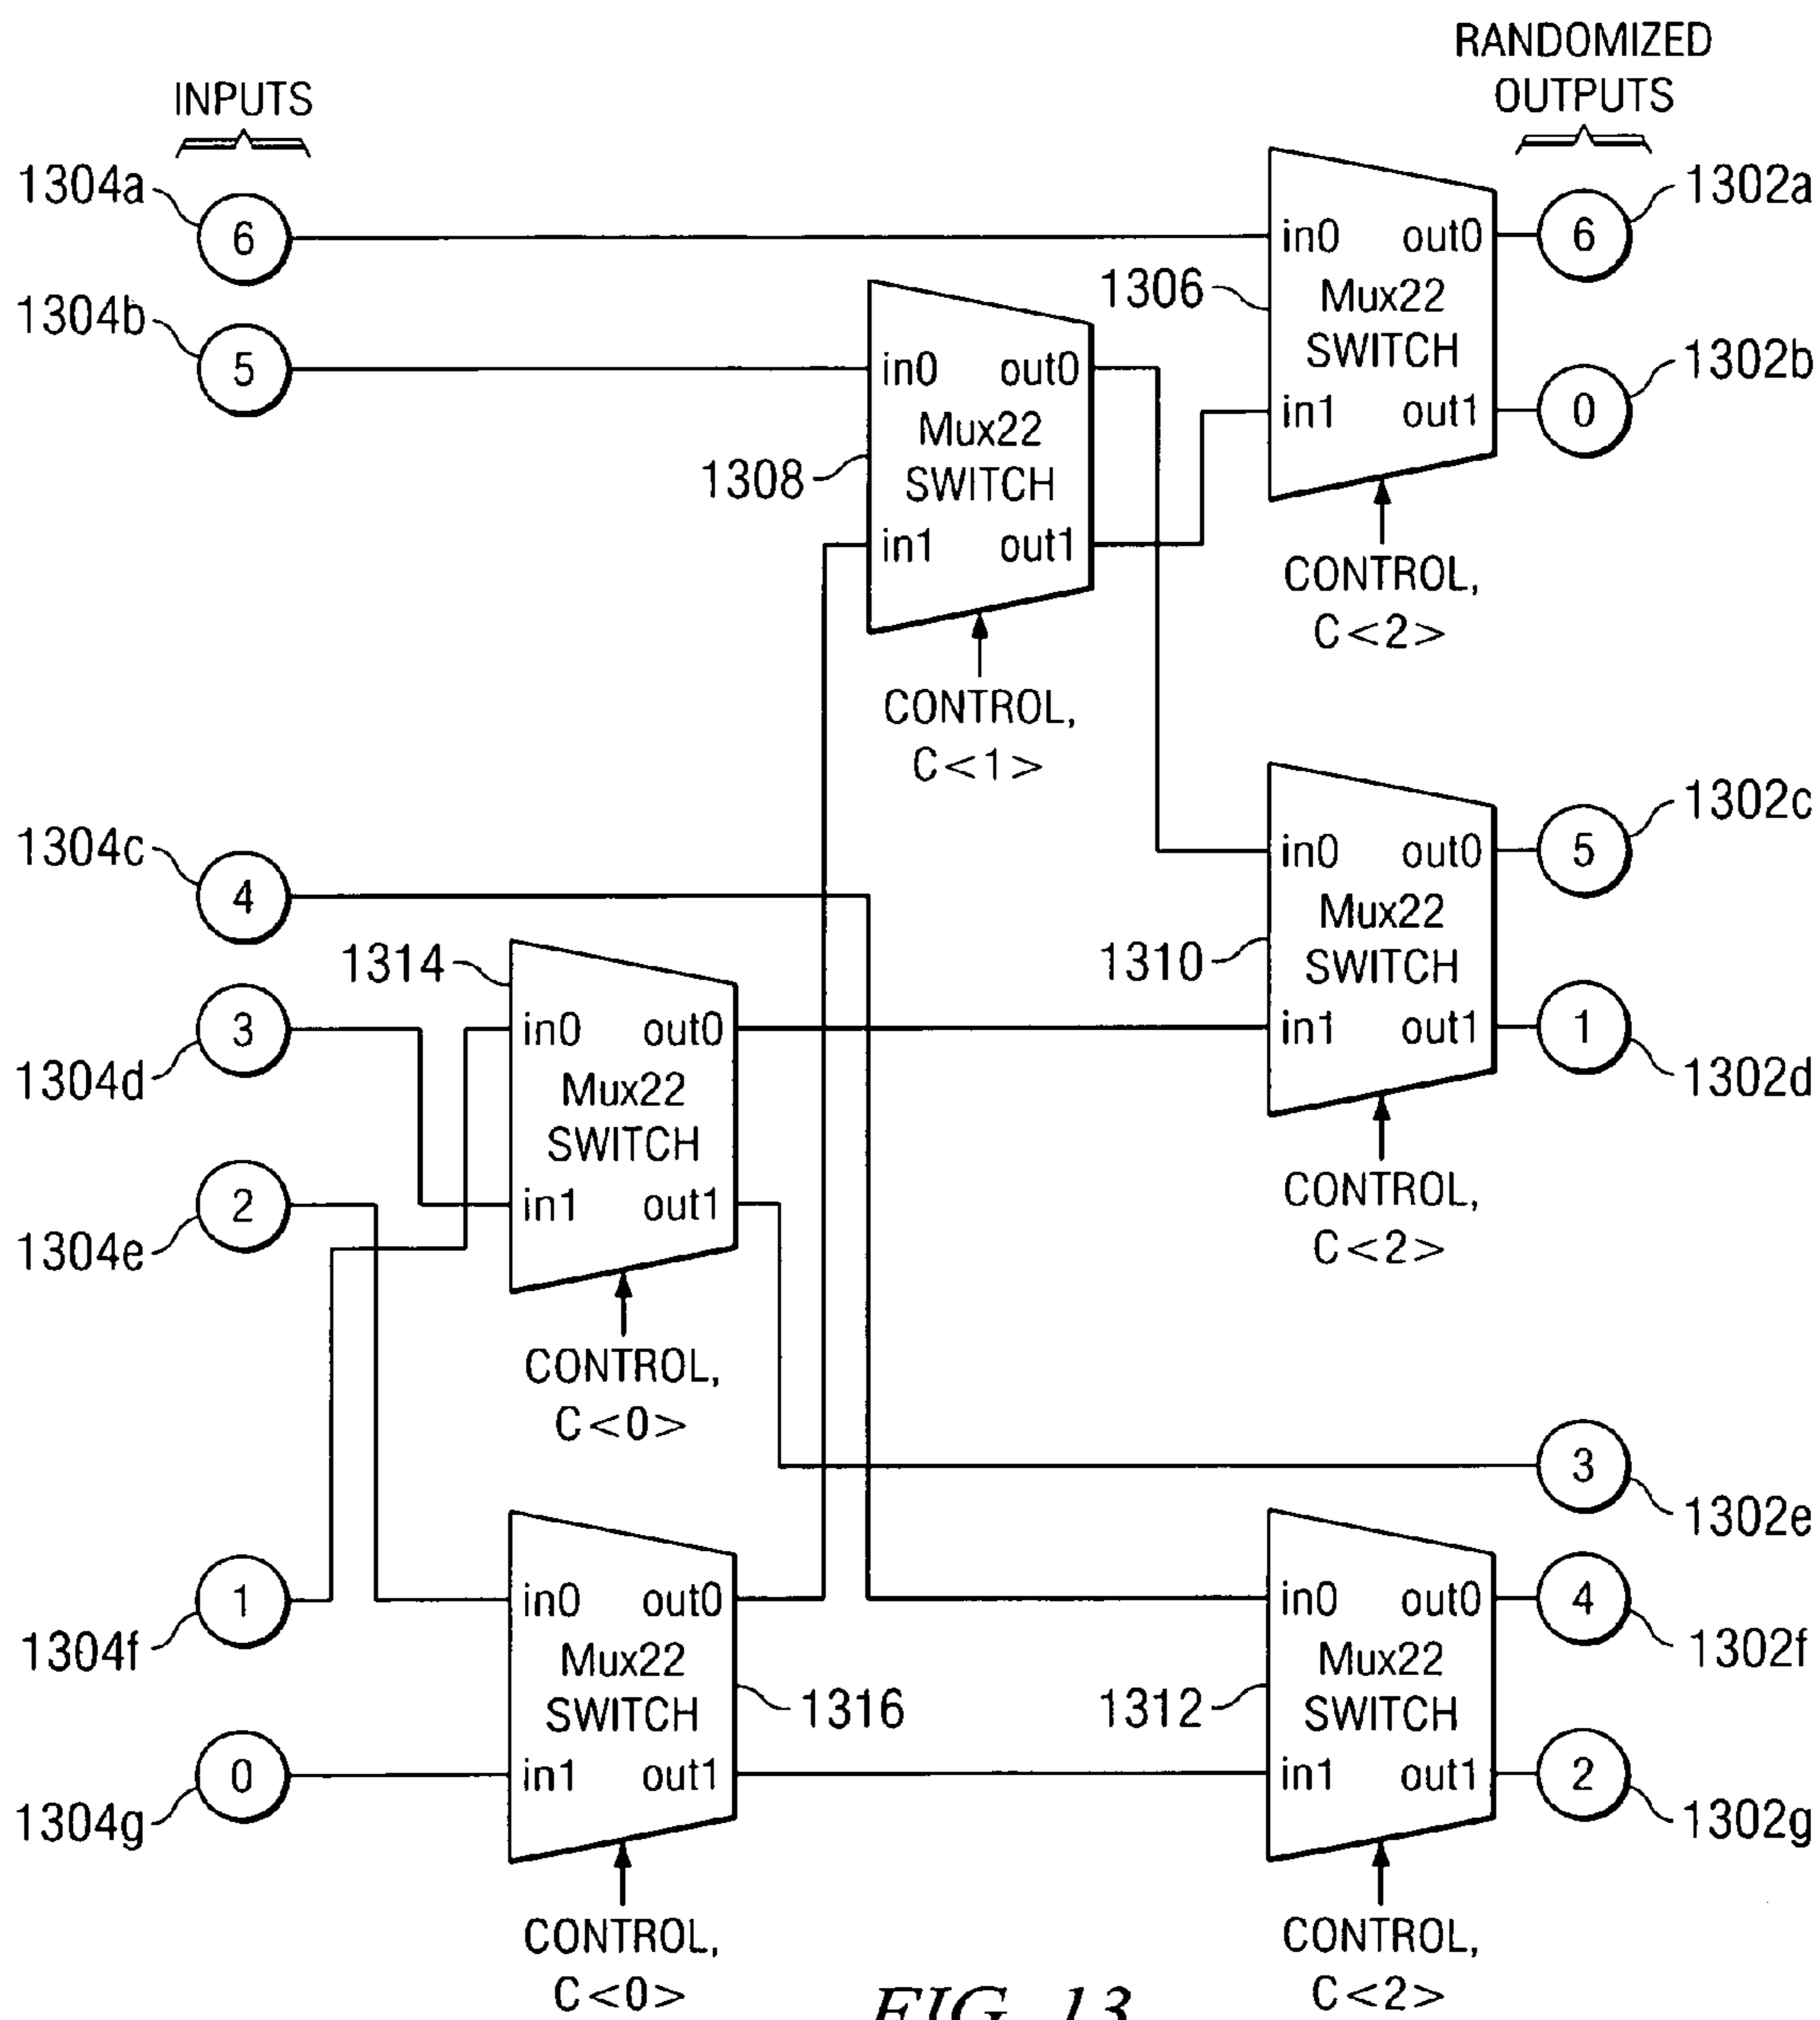 RANDOMIZED
OUTPUTS
INPUTS
1304a
6
in0 out0
6
1302a
1306
Mux22
SWITCH
1304b
5
in0 out0
in1 out1
0
1302b
1308
Mux22
SWITCH
in1 out1
CONTROL,
C<2>
CONTROL,
C<1>
1304c
4
in0 out0
5
1302c
1310
Mux22
SWITCH
1314
3
1304d
in0 out0
in1 out1
1
1302d
Mux22
SWITCH
2
1304e
in1 out1
CONTROL,
C<2>
CONTROL,
C<0>
3
1302e
1
1304f
in0 out0
in0 out0
4
1302f
Mux22
SWITCH
1316
1312
Mux22
SWITCH
0
1304g
in1 out1
in1 out1
2
1302g
CONTROL,
C<0>
CONTROL,
C<2>
FIG. 13